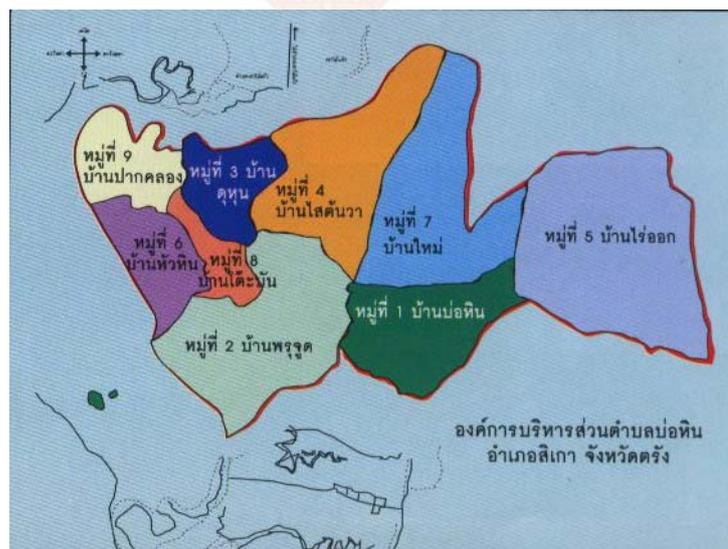 หมู่ที่ 9
บ้านปากคลอง
หมู่ที่ 3 บ้าน
ดุหุน
หมู่ที่ 4
บ้านไสต้นวา
หมู่ที่ 7
บ้านใหม่
หมู่ที่ 5 บ้านไร่ออก
หมู่ที่ 6
บ้านหัวหิน
หมู่ที่ 8
บ้านโต๊ะบัน
หมู่ที่ 1 บ้านบ่อหิน
หมู่ที่ 2 บ้านพรุจูด
องค์การบริหารส่วนตำบลบ่อหิน
อำเภอสิเกา จังหวัดตรัง